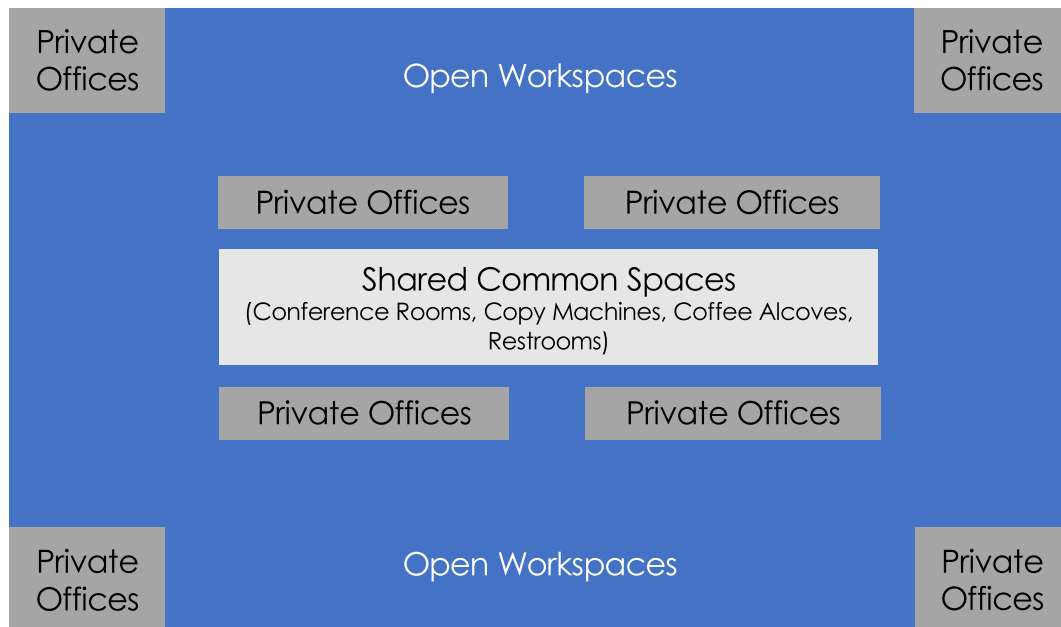 Private
Offices
Open Workspaces
Private
Offices
Private Offices
Private Offices
Shared Common Spaces
(Conference Rooms, Copy Machines, Coffee Alcoves,
Restrooms)
Private Offices
Private Offices
Private
Offices
Open Workspaces
Private
Offices